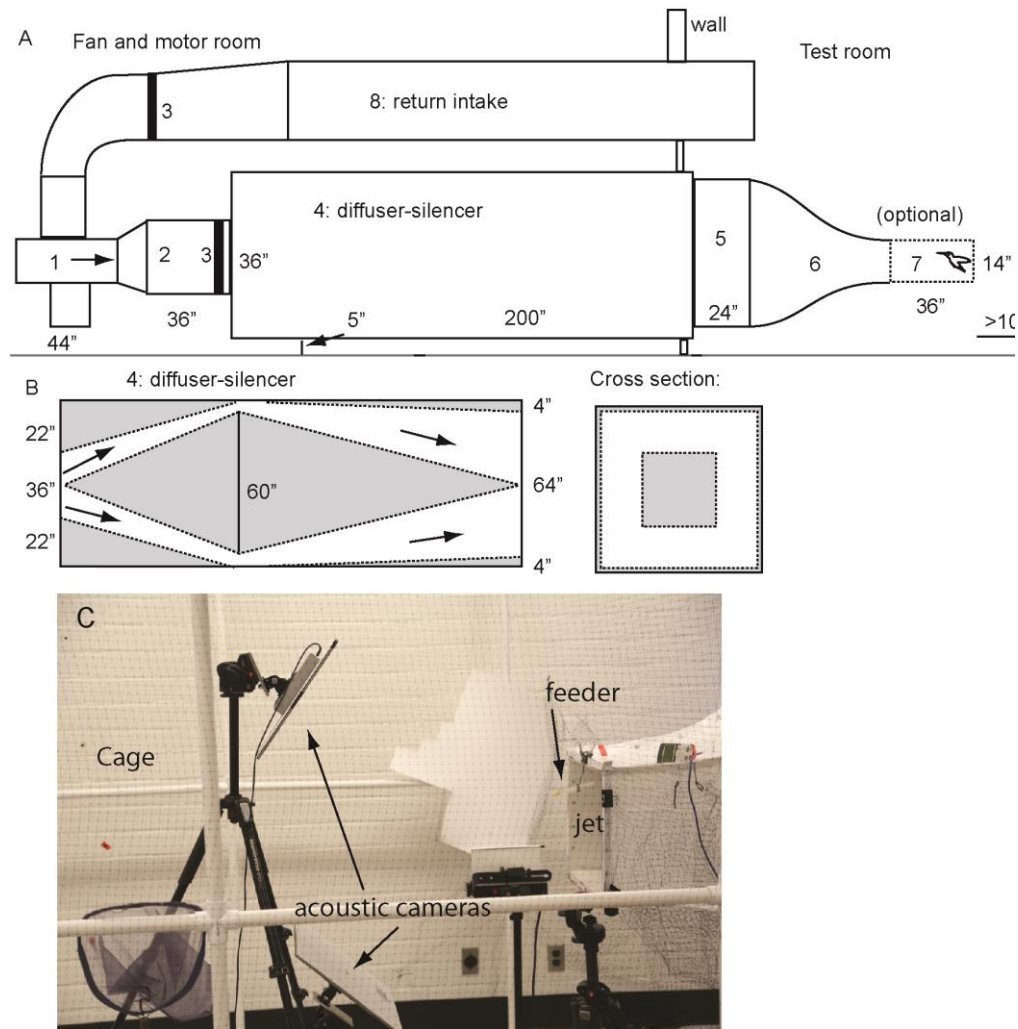 A
Fan and motor room
wall
Test room
3
8: return intake
4: diffuser-silencer
(optional)
1
2
3
36”
5
6
7
14”
36”
5”
200”
24”
36”
44”
>10
B
4: diffuser-silencer
Cross section:
22”
4”
36”
60”
64”
22”
4”
C
feeder
Cage
jet
acoustic cameras